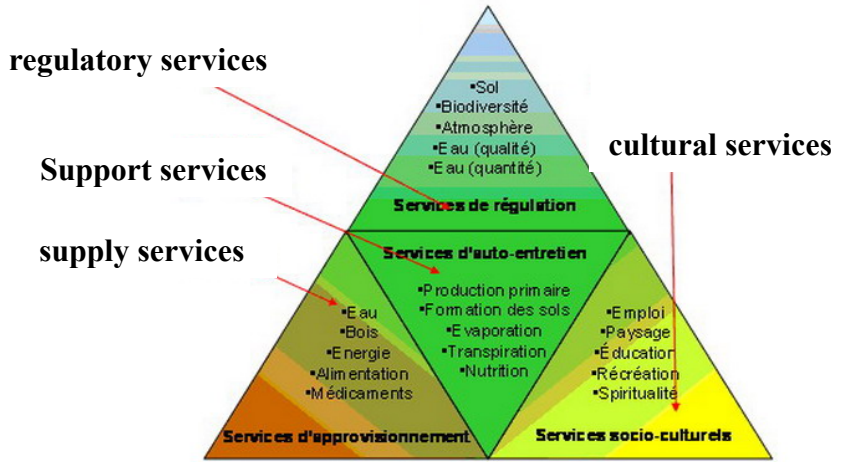 regulatory services
Support services
supply services
cultural services
▪Sol
▪Biodiversité
▪Atmosphère
▪Eau (qualité)
▪Eau (quantité)
Services de régulation
Services d'auto-entretien
▪Production primaire
▪Formation des sols
▪Evaporation
▪Transpiration
▪Nutrition
▪Eau
▪Bois
▪Energie
▪Alimentation
▪Médicaments
Services d'approvisionnement
▪Emploi
▪Paysage
▪Éducation
▪Récréation
▪Spiritualité
Services socio-culturels